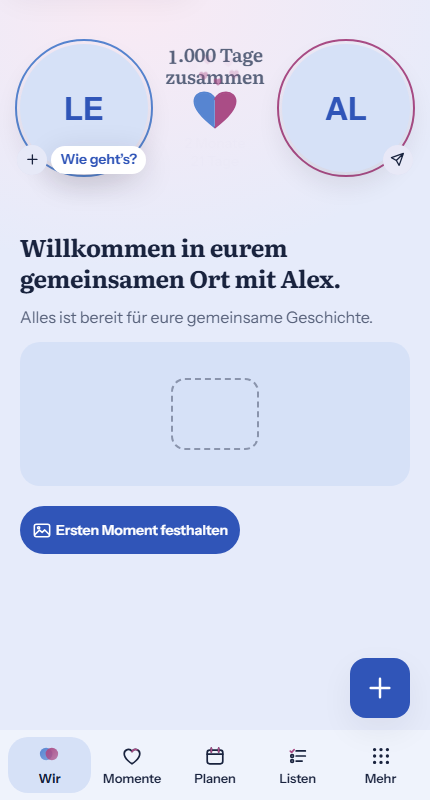 1.000 Tage
zusammen
LE
AL
Wie geht's?
Willkommen in eurem
gemeinsamen Ort mit Alex.
Alles ist bereit für eure gemeinsame Geschichte.
Ersten Moment festhalten
Wir
Momente
Planen
Listen
Mehr